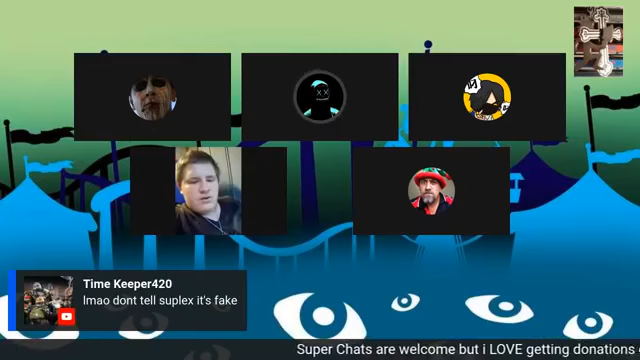 Time Keeper420
lmao dont tell suplex it's fake
Super Chats are welcome but i LOVE getting donations